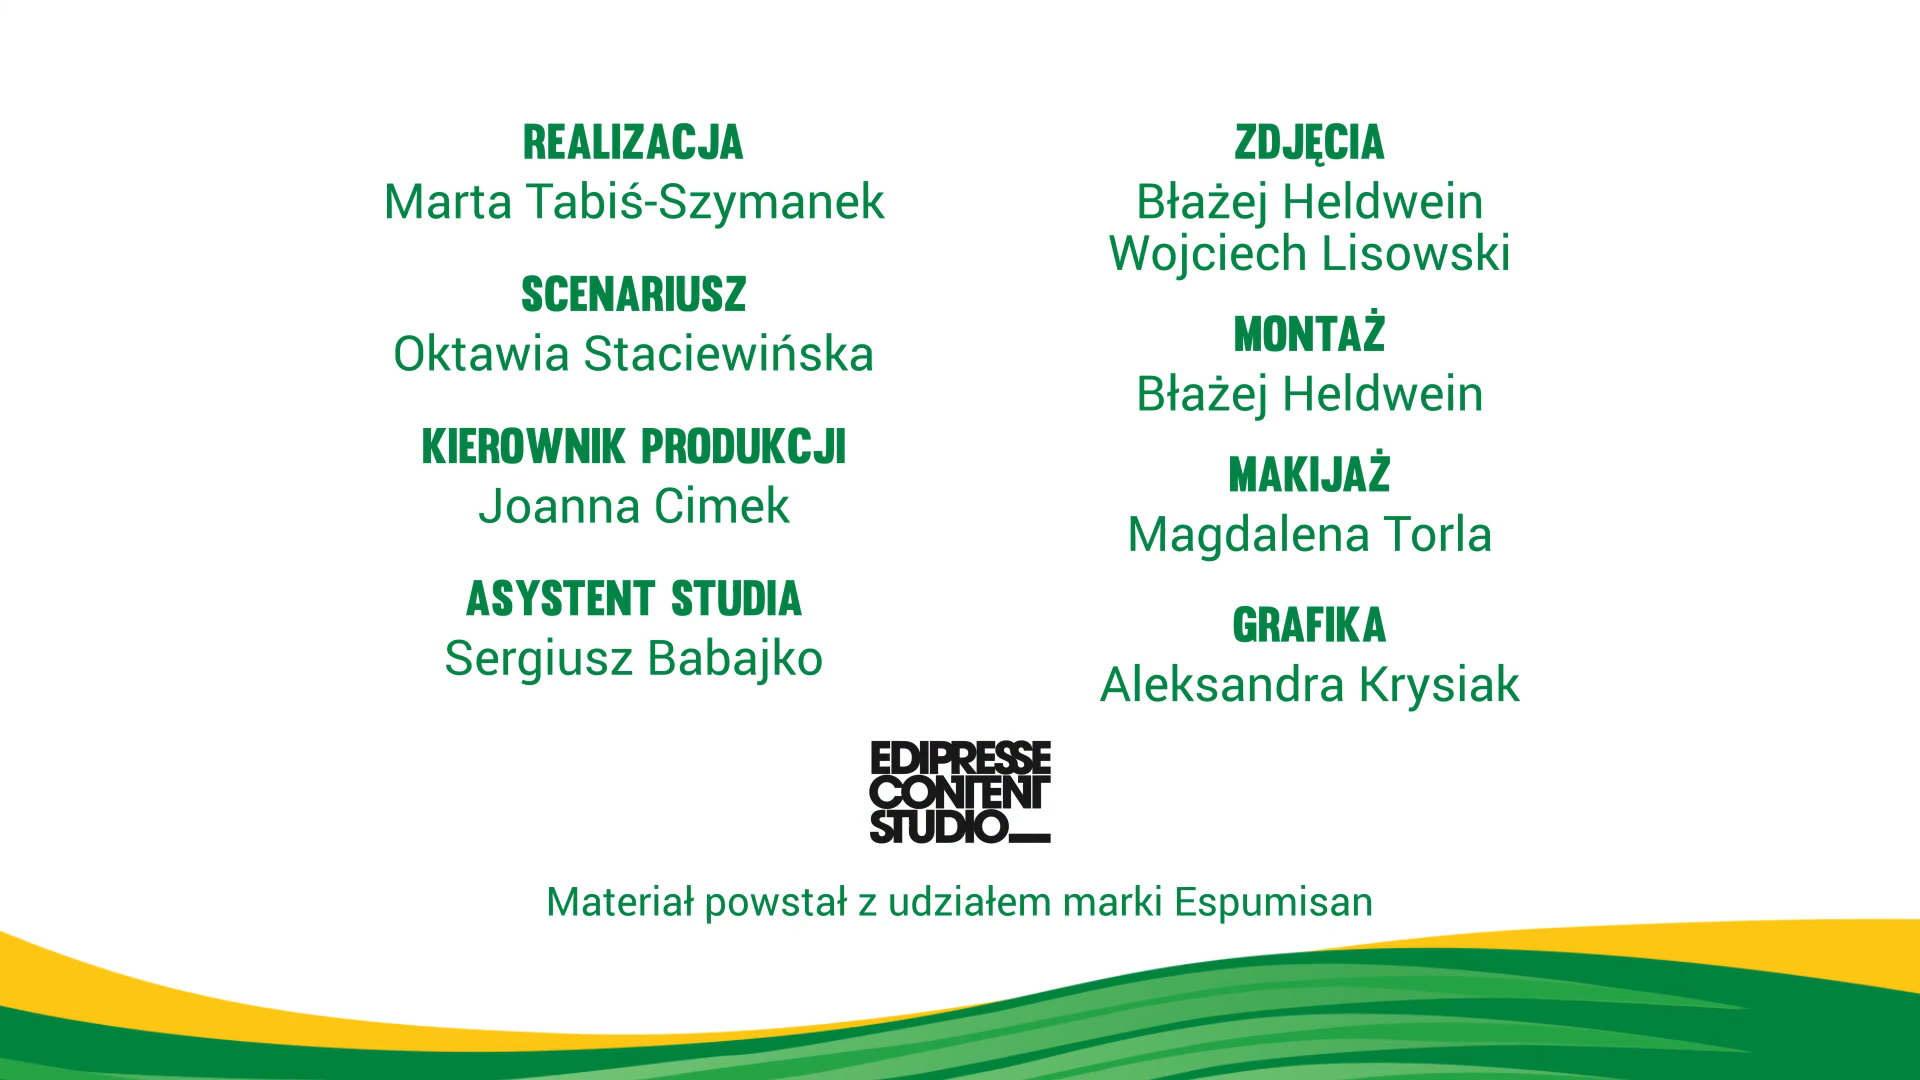 REALIZACJA
Marta Tabiś-Szymanek
SCENARIUSZ
Oktawia Staciewińska
KIEROWNIK PRODUKCJI
Joanna Cimek
ASYSTENT STUDIA
Sergiusz Babajko
ZDJĘCIA
Błażej Heldwein
Wojciech Lisowski
MONTAŻ
Błażej Heldwein
MAKIJAŻ
Magdalena Torla
GRAFIKA
Aleksandra Krysiak
EDIPRESSE
CONTENT
STUDIO_
Materiał powstał z udziałem marki Espumisan